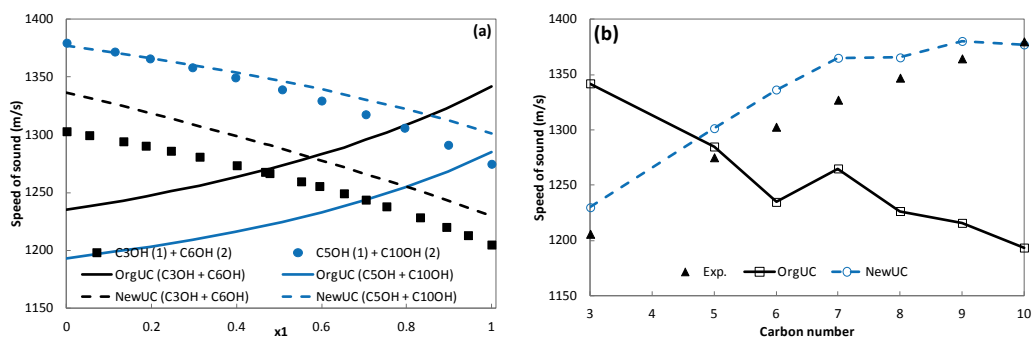 (a)
1400
1350
1300
1250
1200
1150
Speed of sound (m/s)
C3OH (1) + C6OH (2)
C5OH (1) + C10OH (2)
OrgUC (C3OH + C6OH)
OrgUC (C5OH + C10OH)
NewUC (C3OH + C6OH)
NewUC (C5OH + C10OH)
0 0.2 0.4 0.6 0.8 1
x1
(b)
1400
1350
1300
1250
1200
1150
Speed of sound (m/s)
Exp. OrgUC NewUC
3 4 5 6 7 8 9 10
Carbon number